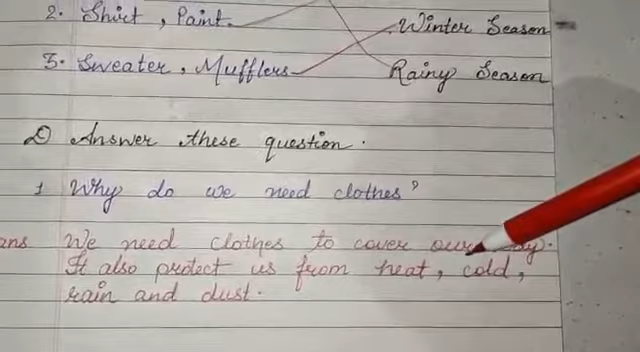 2. Shirt, Paint. Winter Season
3. Sweater, Mufflers Rainy Season
D Answer these question.
1 Why do we need clothes?
ans We need clothes to cover our
It also protect us from heat, cold,
rain and dust.